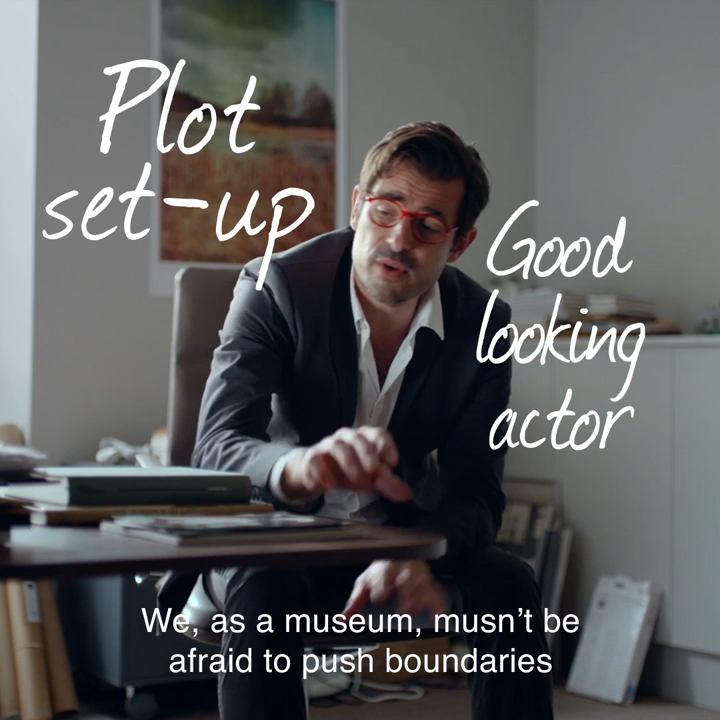 Plot
set-up
Good
looking
actor
We, as a museum, musn’t be
afraid to push boundaries